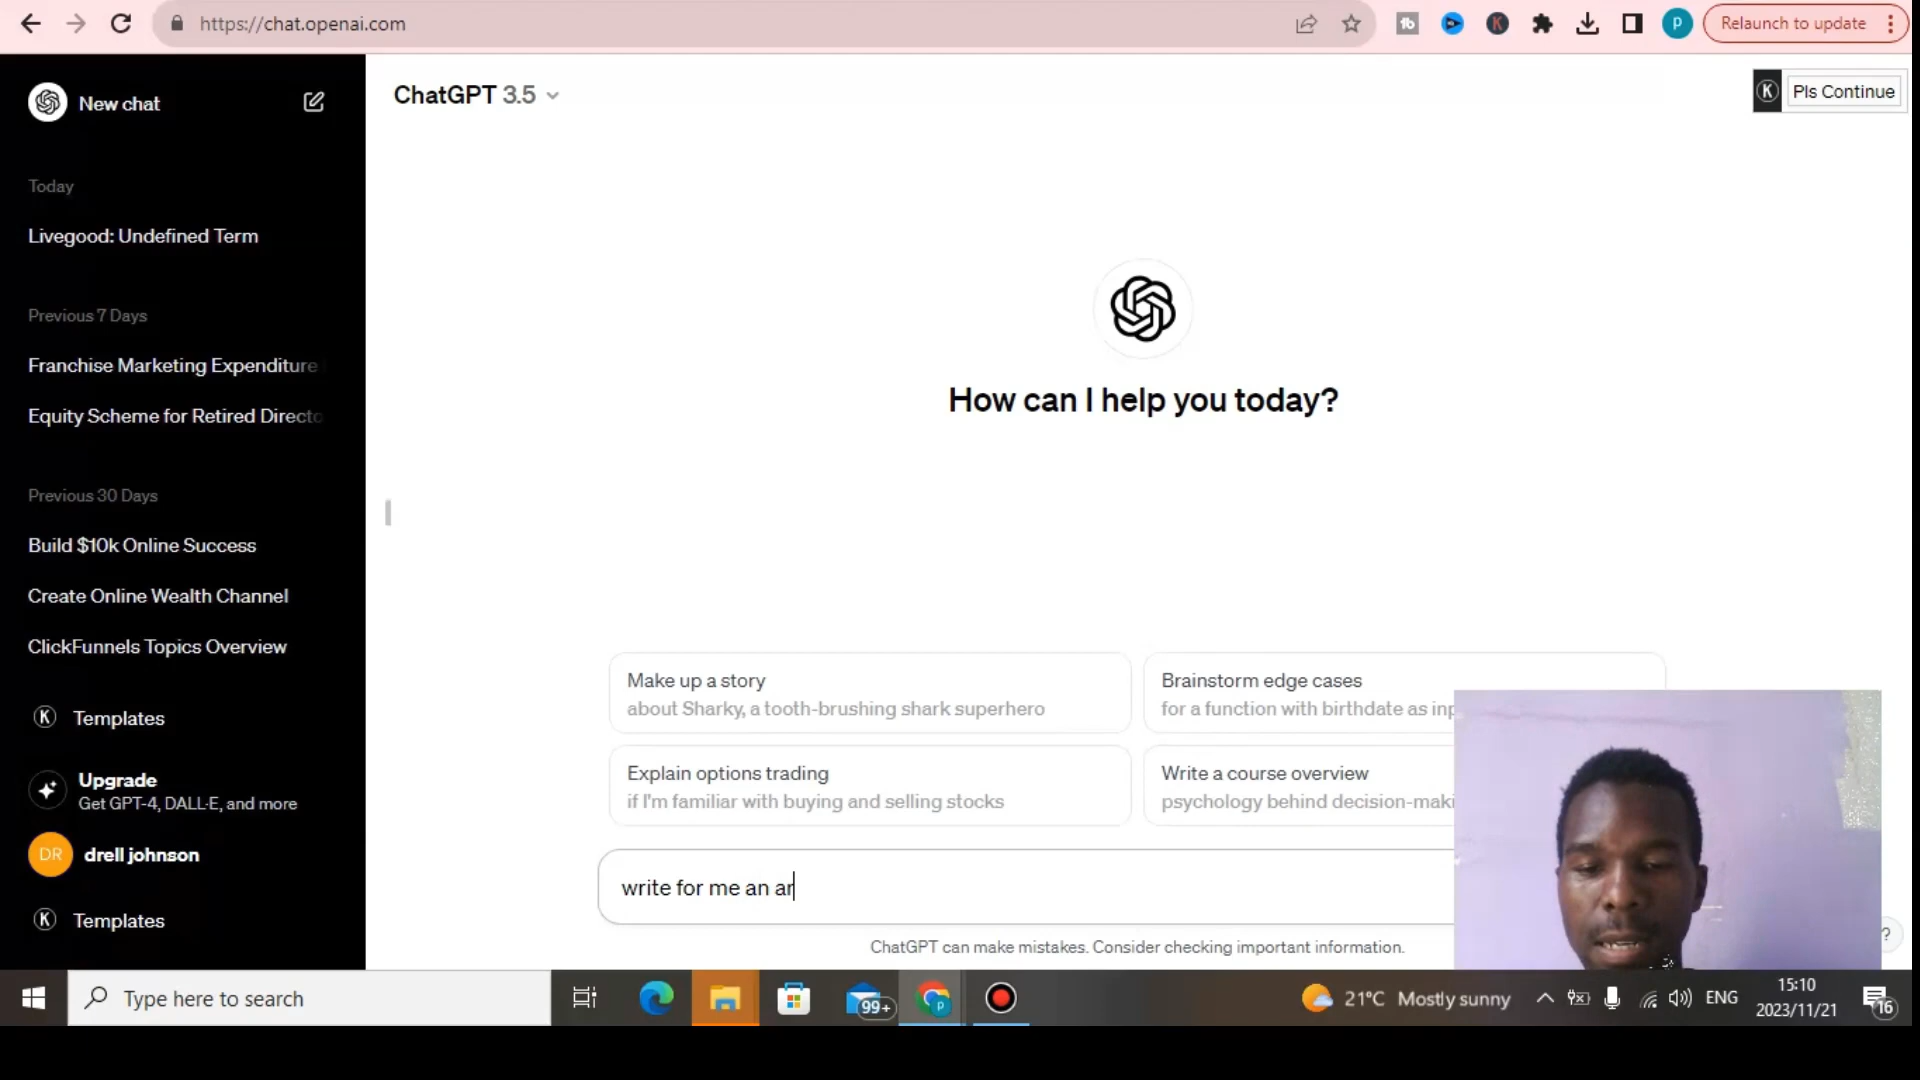 https://chat.openai.com
Relaunch to update
New chat
ChatGPT 3.5
Pls Continue
Today
Livegood: Undefined Term
Previous 7 Days
Franchise Marketing Expenditure
Equity Scheme for Retired Directo
Previous 30 Days
Build $10k Online Success
Create Online Wealth Channel
ClickFunnels Topics Overview
K Templates
Upgrade
Get GPT-4, DALL·E, and more
DR drell johnson
K Templates
How can I help you today?
Make up a story
about Sharky, a tooth-brushing shark superhero
Brainstorm edge cases
for a function with birthdate as inp
Explain options trading
if I'm familiar with buying and selling stocks
Write a course overview
psychology behind decision-maki
write for me an ar
ChatGPT can make mistakes. Consider checking important information.
?
Type here to search
99+
21°C Mostly sunny
ENG
15:10
2023/11/21
16